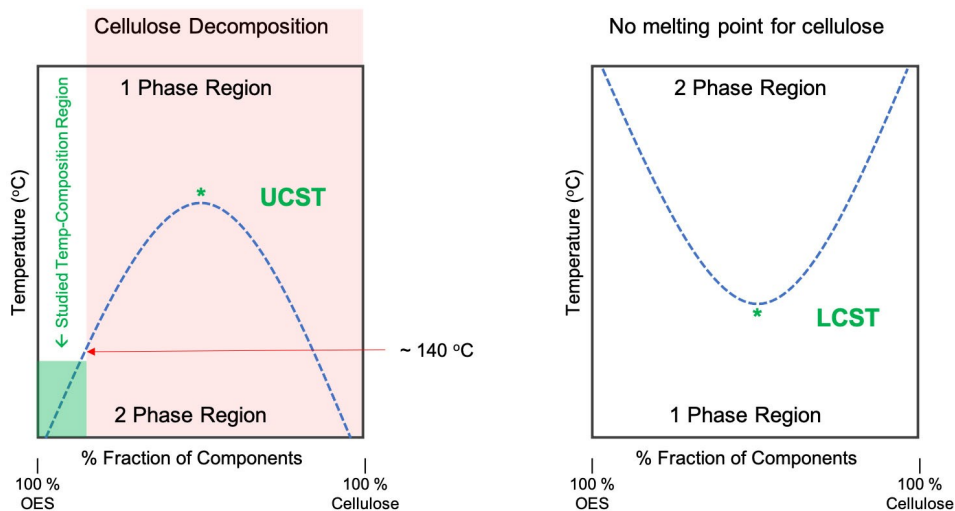 Cellulose Decomposition
1 Phase Region
← Studied Temp-Composition Region
Temperature (°C)
*
UCST
~ 140 °C
2 Phase Region
% Fraction of Components
100 %
OES
100 %
Cellulose
No melting point for cellulose
2 Phase Region
Temperature (°C)
*
LCST
1 Phase Region
% Fraction of Components
100 %
OES
100 %
Cellulose